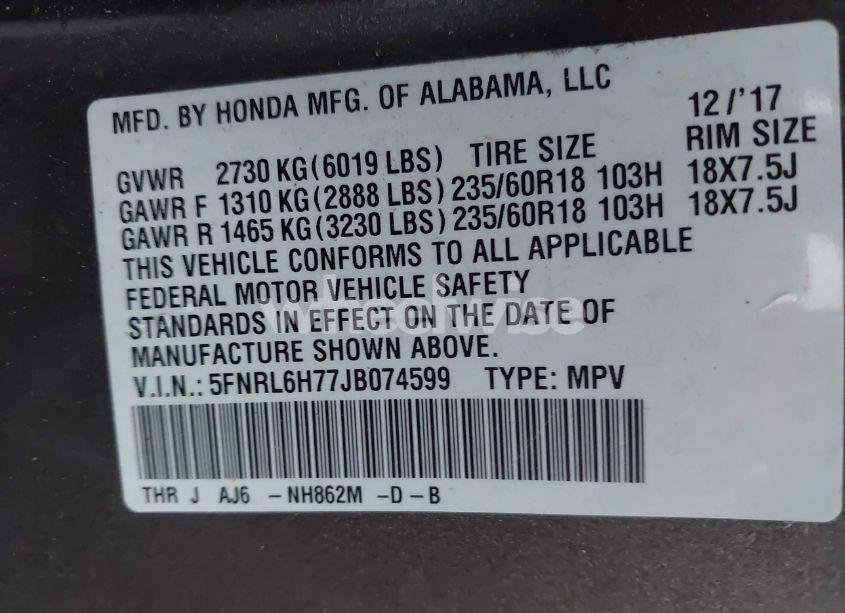 MFD. BY HONDA MFG. OF ALABAMA, LLC 12/'17
GVWR 2730 KG(6019 LBS) TIRE SIZE RIM SIZE
GAWR F 1310 KG(2888 LBS) 235/60R18 103H 18X7.5J
GAWR R 1465 KG(3230 LBS) 235/60R18 103H 18X7.5J
THIS VEHICLE CONFORMS TO ALL APPLICABLE
FEDERAL MOTOR VEHICLE SAFETY
STANDARDS IN EFFECT ON THE DATE OF
MANUFACTURE SHOWN ABOVE.
V.I.N.: 5FNRL6H77JB074599 TYPE: MPV
THR J AJ6 -NH862M -D -B